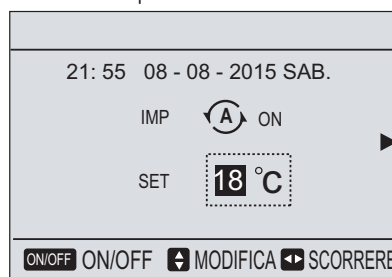 21: 55 08 - 08 - 2015 SAB.
IMP A ON
SET 18 °C
ON/OFF ON/OFF MODIFICA SCORRERE